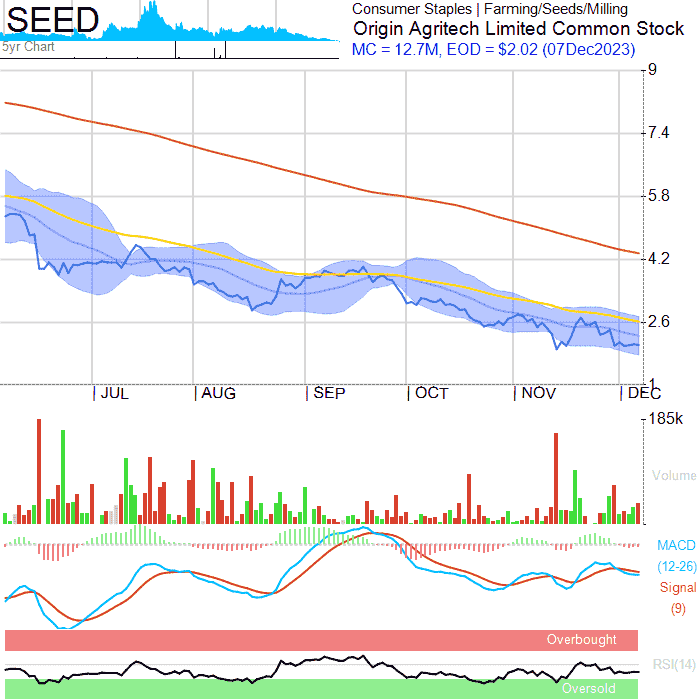 SEED
5yr Chart
Consumer Staples | Farming/Seeds/Milling
Origin Agritech Limited Common Stock
MC = 12.7M, EOD = $2.02 (07Dec2023)
9
7.4
5.8
4.2
2.6
1
JUL AUG SEP OCT NOV DEC
185k
Volume
MACD
(12-26)
Signal
(9)
Overbought
RSI(14)
Oversold